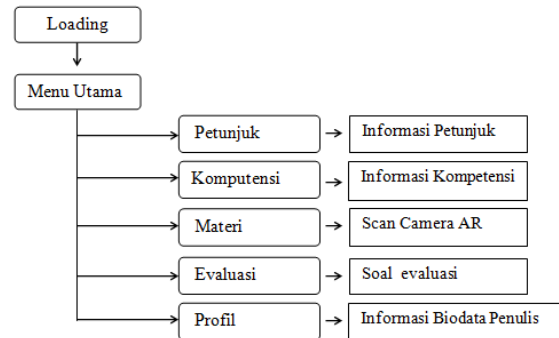 Loading
Menu Utama
Petunjuk
Informasi Petunjuk
Komputensi
Informasi Kompetensi
Materi
Scan Camera AR
Evaluasi
Soal evaluasi
Profil
Informasi Biodata Penulis